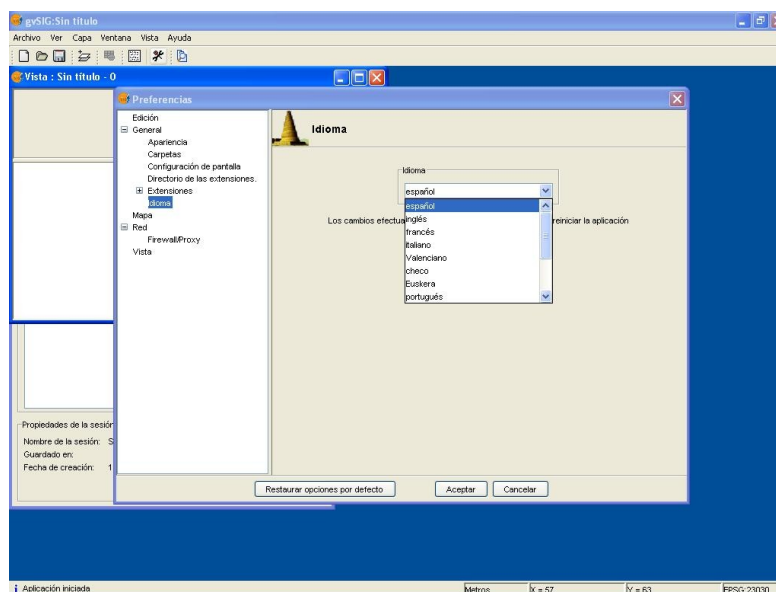 gvSIG:Sin título
Archivo Ver Capa Ventana Vista Ayuda
Vista : Sin título - 0
Preferencias
Edición
General
Apariencia
Carpetas
Configuración de pantalla
Directorio de las extensiones.
Extensiones
Idioma
Mapa
Red
Firewall/Proxy
Vista
Idioma
Idioma
español
español
inglés
francés
italiano
Valenciano
checo
Euskera
portugués
Los cambios efectua
reiniciar la aplicación
Propiedades de la sesión
Nombre de la sesión: S
Guardado en:
Fecha de creación: 1
Restaurar opciones por defecto
Aceptar
Cancelar
Aplicación iniciada
Metros
X = 57
Y = 63
EPSG:23030